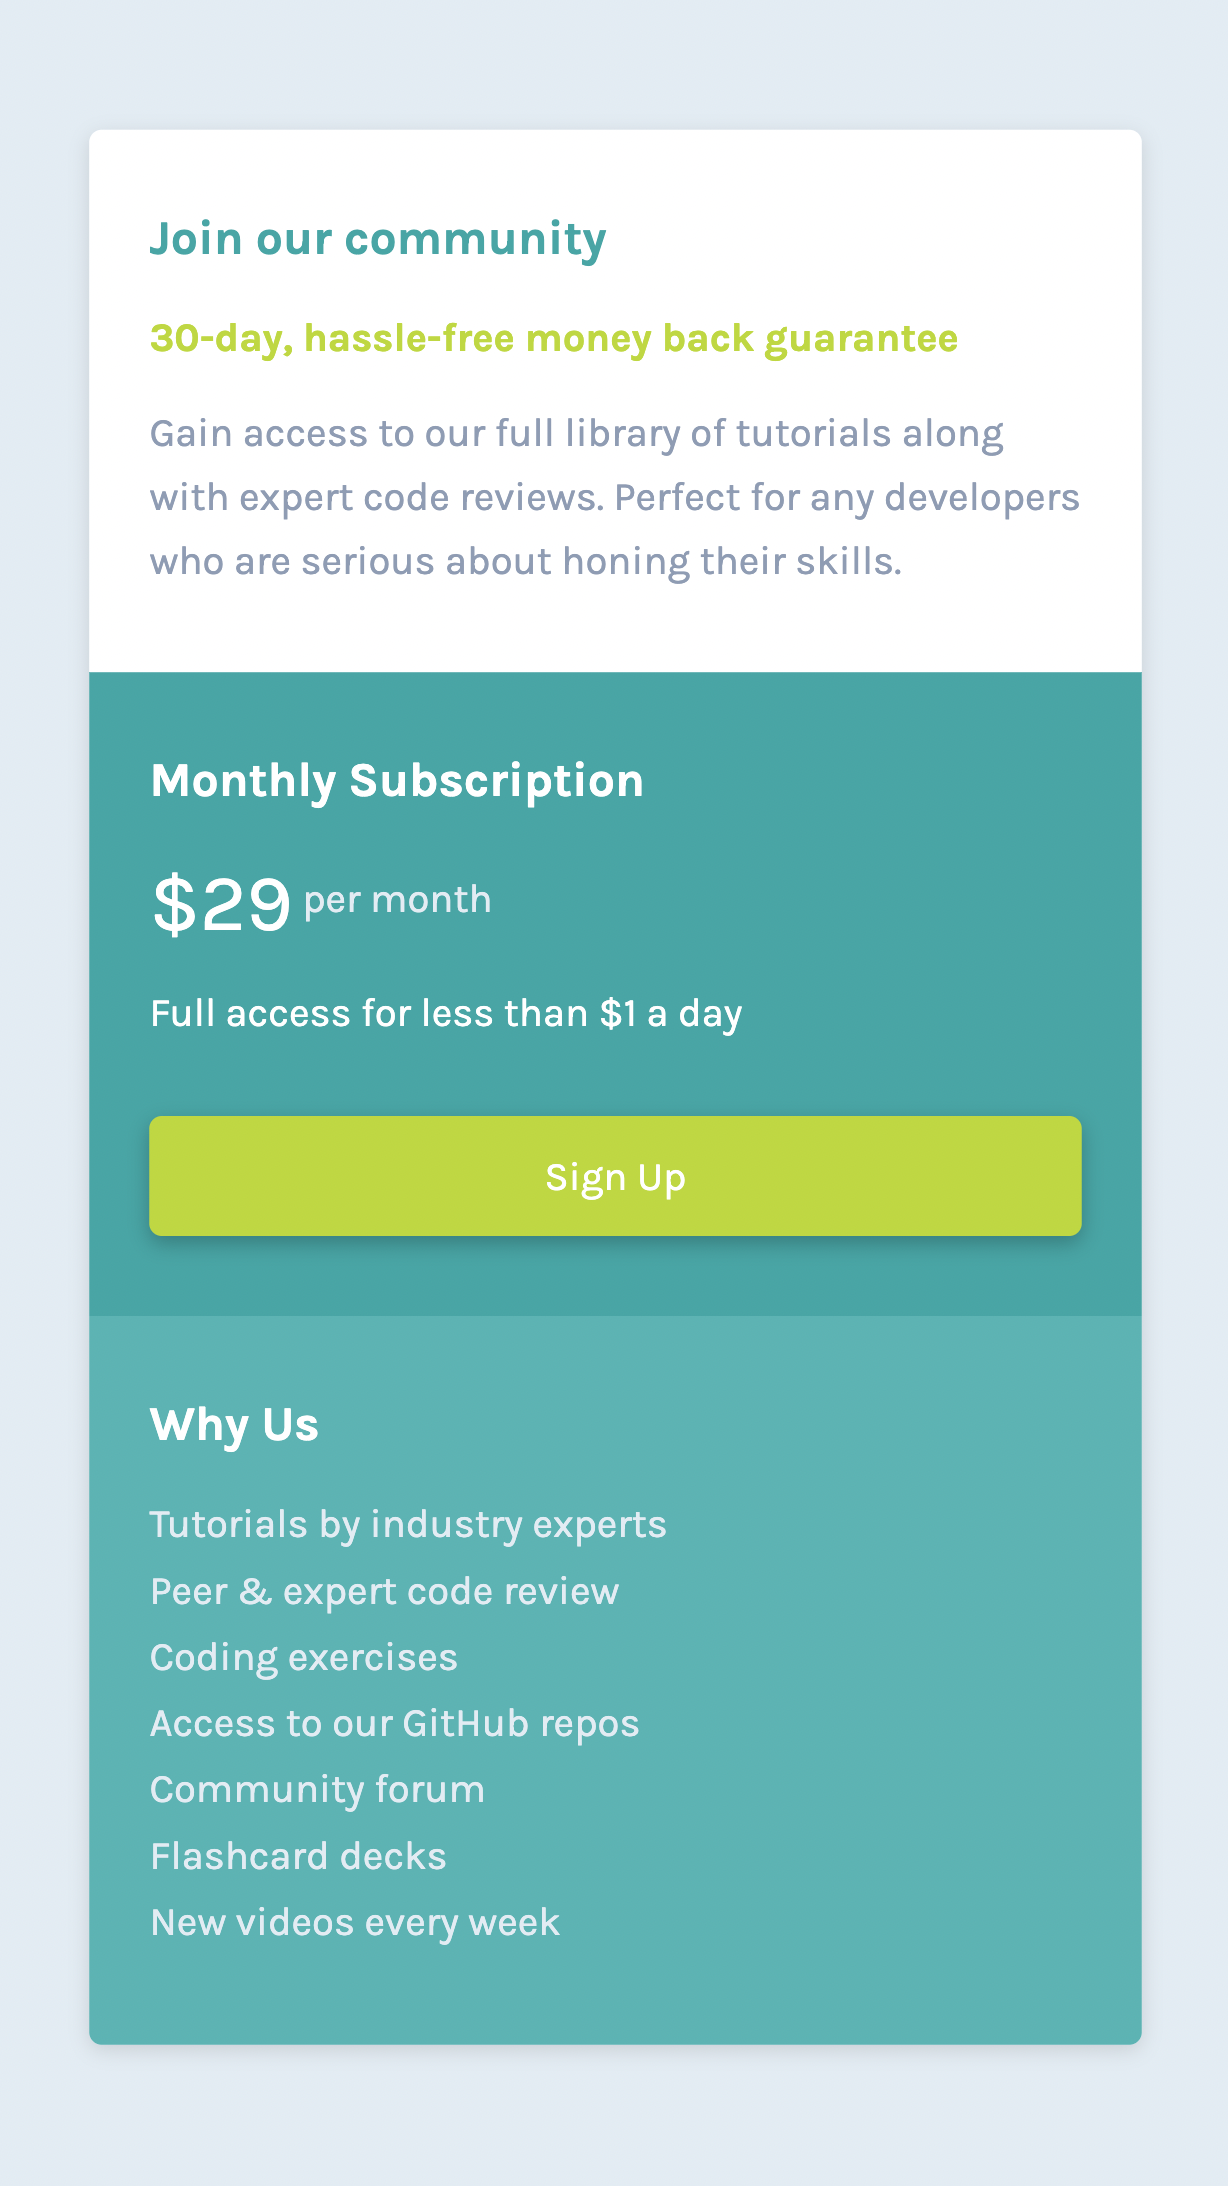 Join our community
30-day, hassle-free money back guarantee
Gain access to our full library of tutorials along
with expert code reviews. Perfect for any developers
who are serious about honing their skills.
Monthly Subscription
$29 per month
Full access for less than $1 a day
Sign Up
Why Us
Tutorials by industry experts
Peer & expert code review
Coding exercises
Access to our GitHub repos
Community forum
Flashcard decks
New videos every week